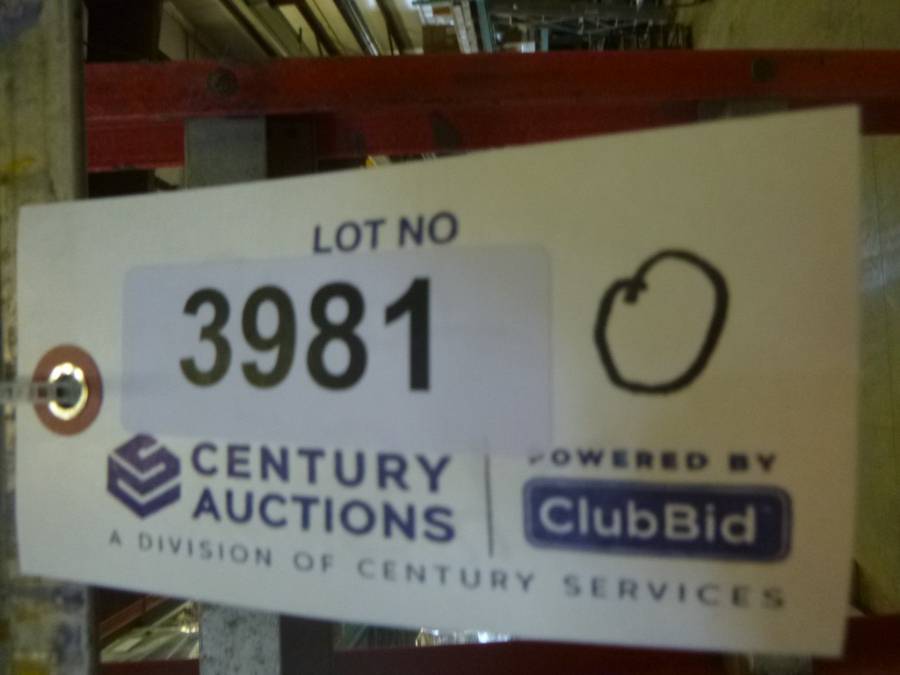 LOT NO
3981 O
CENTURY
AUCTIONS
POWERED BY
ClubBid
A DIVISION OF CENTURY SERVICES